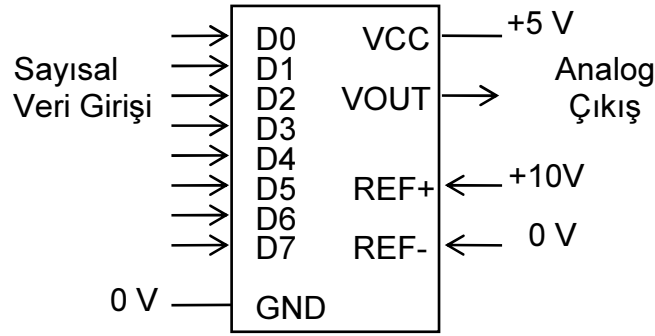 Sayısal
Veri Girişi
D0
D1
D2
D3
D4
D5
D6
D7
0 V
GND
VCC
+5 V
VOUT
Analog
Çıkış
REF+
+10V
REF-
0 V